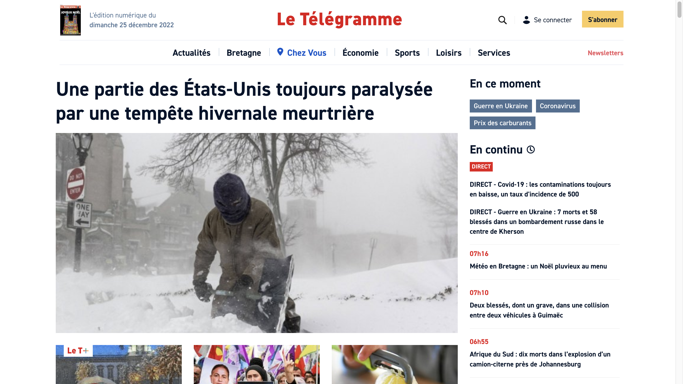 L'édition numérique du
dimanche 25 décembre 2022
Le Télégramme
Se connecter
S'abonner
Actualités
Bretagne
Chez Vous
Économie
Sports
Loisirs
Services
Newsletters
Une partie des États-Unis toujours paralysée
par une tempête hivernale meurtrière
DO NOT
ENTER
ONE
WAY
Le T+
En ce moment
Guerre en Ukraine
Coronavirus
Prix des carburants
En continu
DIRECT
DIRECT - Covid-19 : les contaminations toujours
en baisse, un taux d'incidence de 500
DIRECT - Guerre en Ukraine : 7 morts et 58
blessés dans un bombardement russe dans le
centre de Kherson
07h16
Météo en Bretagne : un Noël pluvieux au menu
07h10
Deux blessés, dont un grave, dans une collision
entre deux véhicules à Guimaëc
06h55
Afrique du Sud : dix morts dans l'explosion d'un
camion-citerne près de Johannesburg